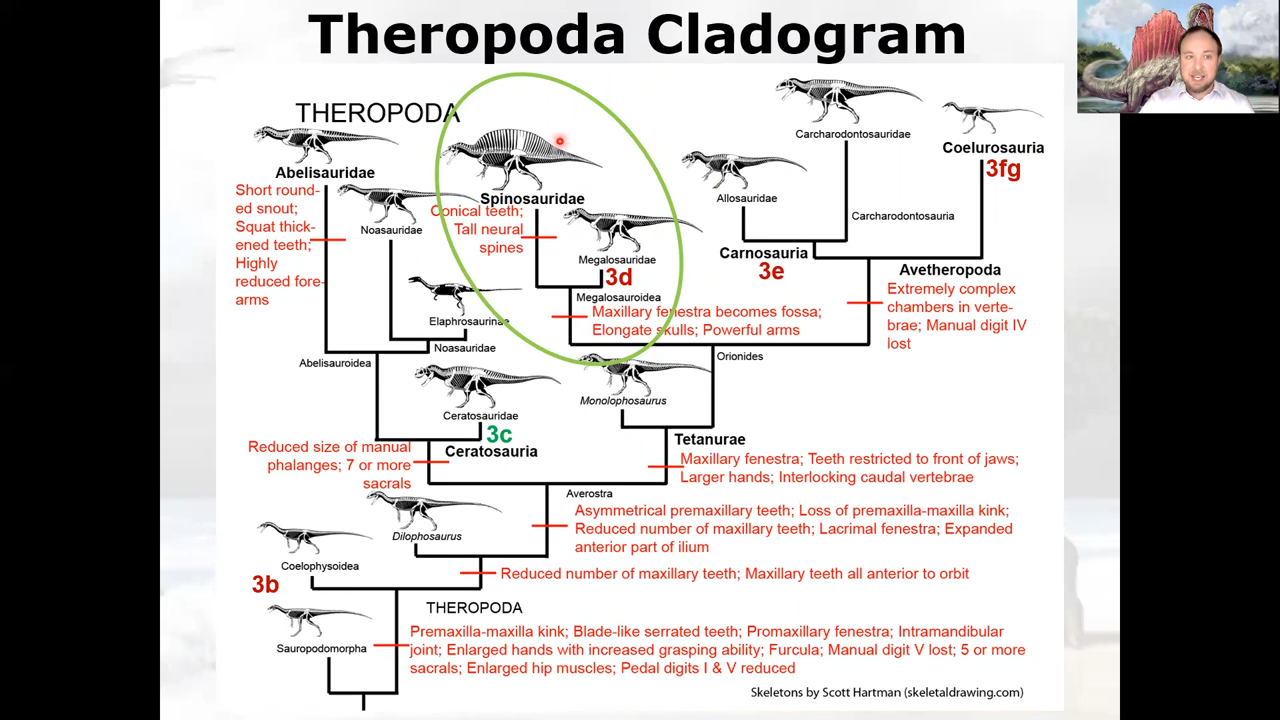 Theropoda Cladogram
THEROPODA
Abelisauridae
Short round-
ed snout;
Squat thick-
ened teeth;
Highly
reduced fore-
arms
Noasauridae
Elaphrosaurinae
Noasauridae
Abelisauroidea
Spinosauridae
Conical teeth;
Tall neural
spines
Megalosauridae
3d
Megalosauroidea
Maxillary fenestra becomes fossa;
Elongate skulls; Powerful arms
Allosauridae
Carcharodontosauridae
Carcharodontosauria
Carnosauria
3e
Coelurosauria
3fg
Avetheropoda
Extremely complex
chambers in verte-
brae; Manual digit IV
lost
Orionides
Monolophosaurus
Ceratosauridae
3c
Ceratosauria
Reduced size of manual
phalanges; 7 or more
sacrals
Tetanurae
Maxillary fenestra; Teeth restricted to front of jaws;
Larger hands; Interlocking caudal vertebrae
Averostra
Asymmetrical premaxillary teeth; Loss of premaxilla-maxilla kink;
Reduced number of maxillary teeth; Lacrimal fenestra; Expanded
anterior part of ilium
Dilophosaurus
Coelophysoidea
3b
Reduced number of maxillary teeth; Maxillary teeth all anterior to orbit
THEROPODA
Premaxilla-maxilla kink; Blade-like serrated teeth; Promaxillary fenestra; Intramandibular
joint; Enlarged hands with increased grasping ability; Furcula; Manual digit V lost; 5 or more
sacrals; Enlarged hip muscles; Pedal digits I & V reduced
Sauropodomorpha
Skeletons by Scott Hartman (skeletaldrawing.com)